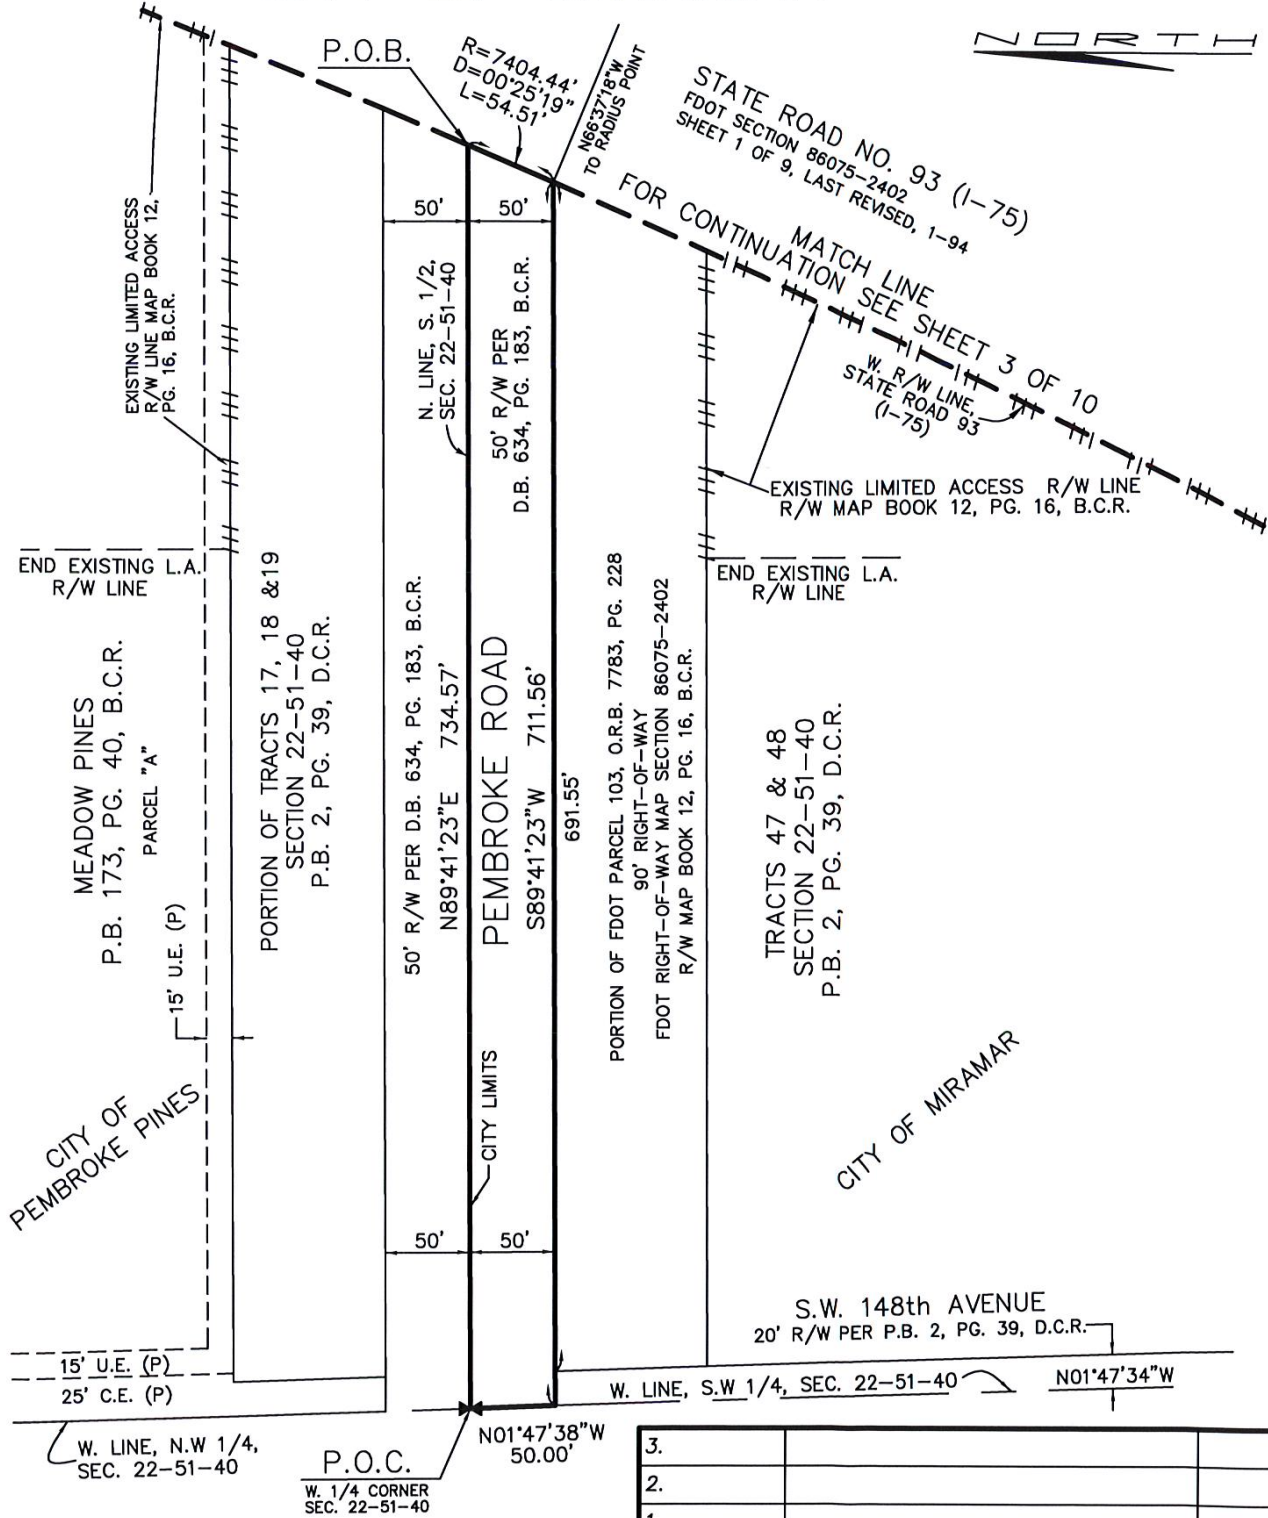 NORTH
P.O.B.
R=7404.44'
D=00°25'19"
L=54.51'
N66°37'18"W
TO RADIUS POINT
STATE ROAD NO. 93 (I-75)
FDOT SECTION 86075-2402
SHEET 1 OF 9, LAST REVISED, 1-94
MATCH LINE
FOR CONTINUATION SEE SHEET 3 OF 10
W. R/W LINE,
STATE ROAD 93
(I-75)
EXISTING LIMITED ACCESS
R/W LINE MAP BOOK 12,
PG. 16, B.C.R.
50'
50'
N. LINE, S. 1/2,
SEC. 22-51-40
50' R/W PER
D.B. 634, PG. 183, B.C.R.
EXISTING LIMITED ACCESS R/W LINE
R/W MAP BOOK 12, PG. 16, B.C.R.
END EXISTING L.A.
R/W LINE
END EXISTING L.A.
R/W LINE
MEADOW PINES
P.B. 173, PG. 40, B.C.R.
PARCEL "A"
15' U.E. (P)
PORTION OF TRACTS 17, 18 &19
SECTION 22-51-40
P.B. 2, PG. 39, D.C.R.
50' R/W PER D.B. 634, PG. 183, B.C.R.
N89°41'23"E 734.57'
PEMBROKE ROAD
S89°41'23"W 711.56'
691.55'
PORTION OF FDOT PARCEL 103, O.R.B. 7783, PG. 228
90' RIGHT-OF-WAY
FDOT RIGHT-OF-WAY MAP SECTION 86075-2402
R/W MAP BOOK 12, PG. 16, B.C.R.
TRACTS 47 & 48
SECTION 22-51-40
P.B. 2, PG. 39, D.C.R.
CITY OF
PEMBROKE PINES
CITY LIMITS
CITY OF MIRAMAR
50'
50'
S.W. 148th AVENUE
20' R/W PER P.B. 2, PG. 39, D.C.R.
15' U.E. (P)
25' C.E. (P)
W. LINE, S.W 1/4, SEC. 22-51-40
N01°47'34"W
W. LINE, N.W 1/4,
SEC. 22-51-40
N01°47'38"W
50.00'
P.O.C.
W. 1/4 CORNER
SEC. 22-51-40
3.
2.